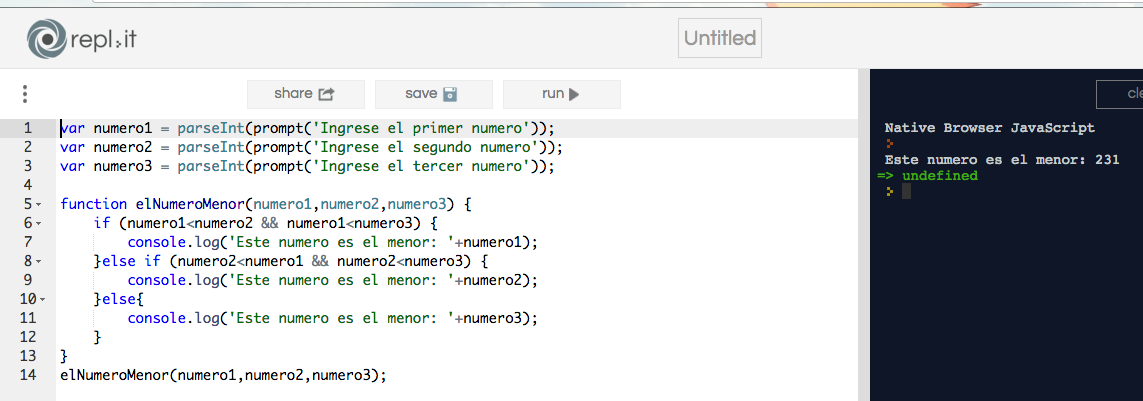 repl.it
Untitled
share
save
run
1 var numero1 = parseInt(prompt('Ingrese el primer numero'));
2 var numero2 = parseInt(prompt('Ingrese el segundo numero'));
3 var numero3 = parseInt(prompt('Ingrese el tercer numero'));
4
5 function elNumeroMenor(numero1,numero2,numero3) {
6     if (numero1<numero2 && numero1<numero3) {
7         console.log('Este numero es el menor: '+numero1);
8     }else if (numero2<numero1 && numero2<numero3) {
9         console.log('Este numero es el menor: '+numero2);
10     }else{
11         console.log('Este numero es el menor: '+numero3);
12     }
13 }
14 elNumeroMenor(numero1,numero2,numero3);
cle
Native Browser JavaScript
>
Este numero es el menor: 231
=> undefined
>